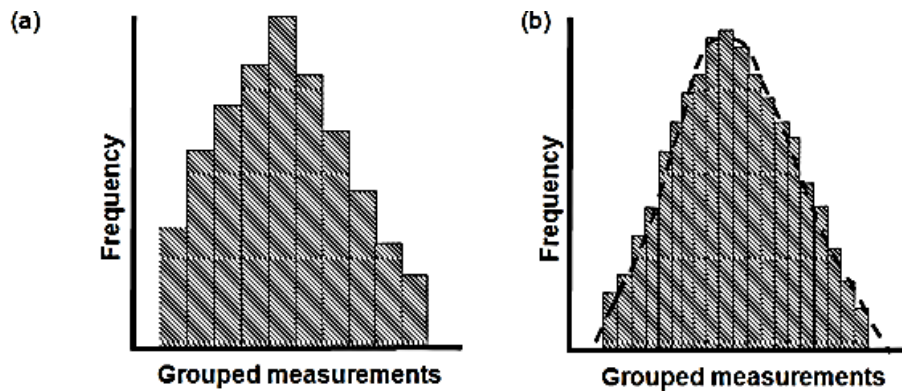 (a)
Frequency
Grouped measurements
(b)
Frequency
Grouped measurements